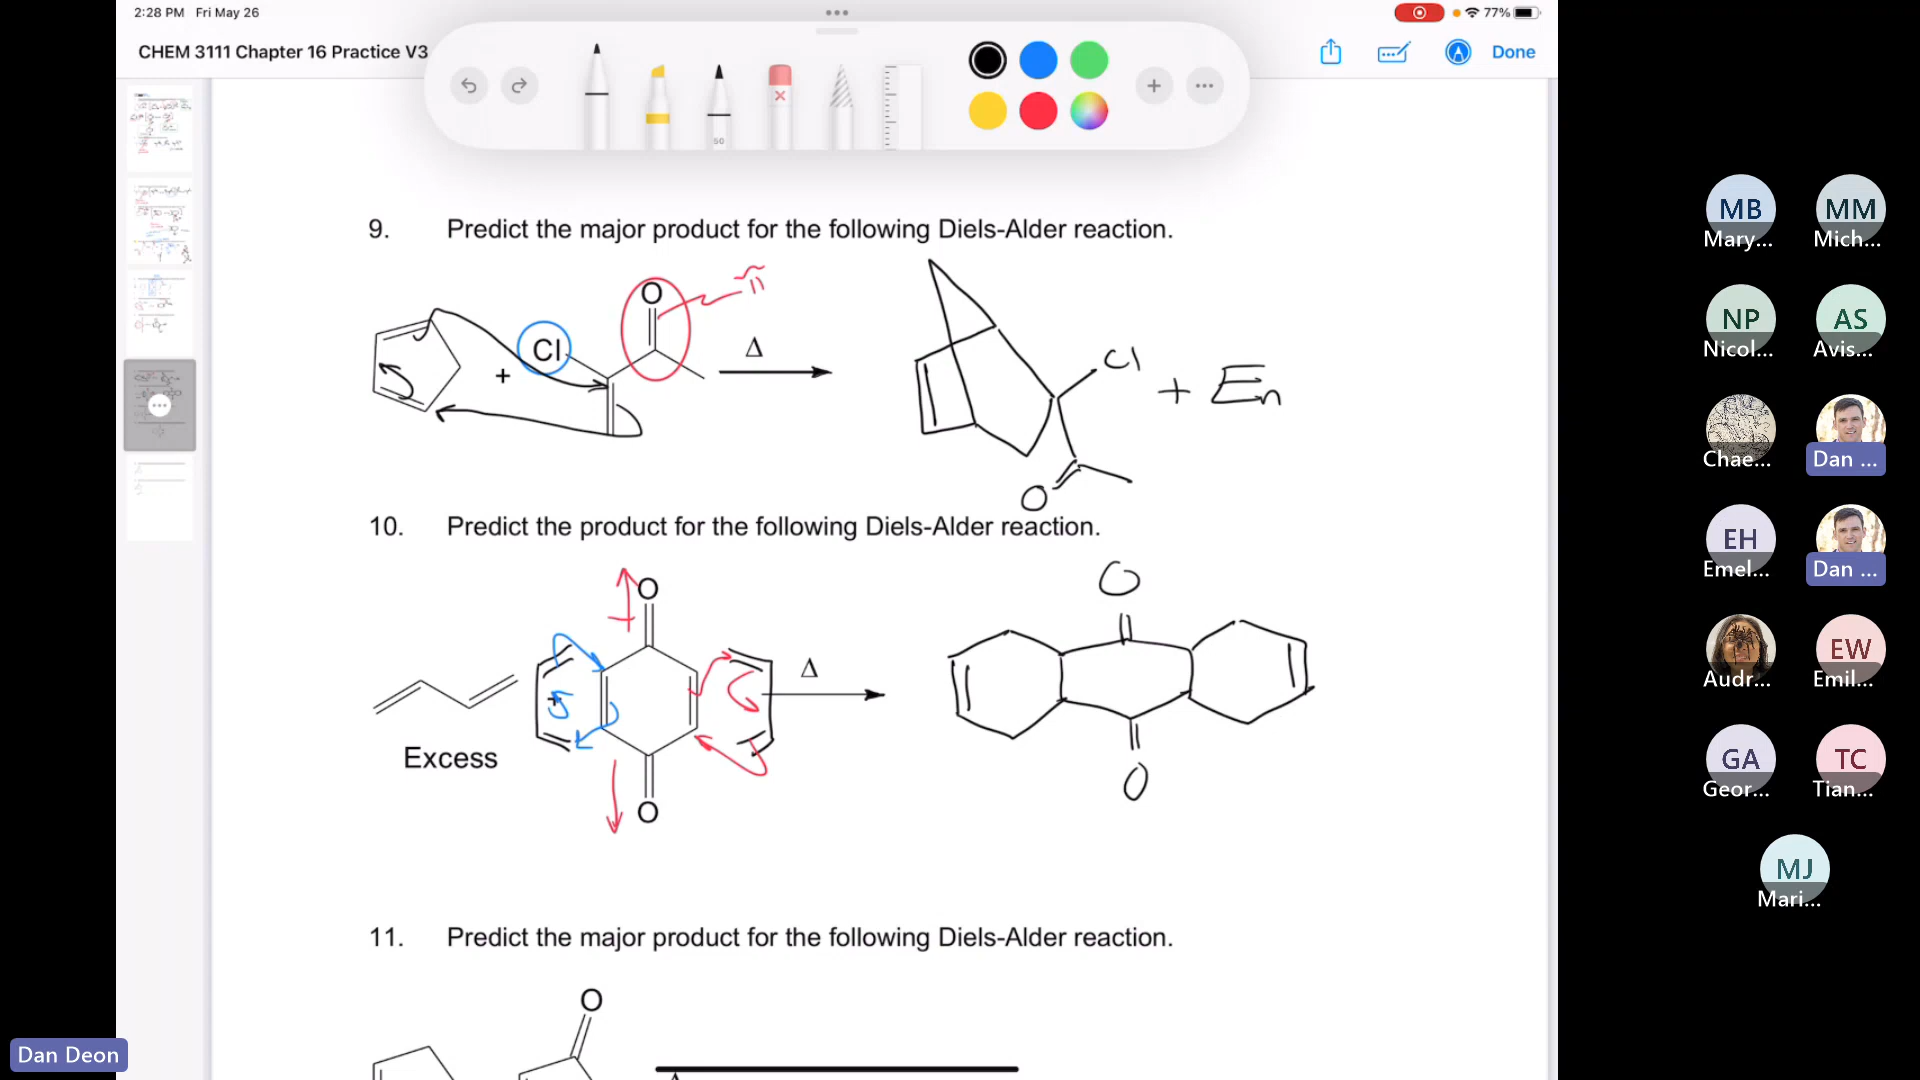 2:28 PM Fri May 26
77%
CHEM 3111 Chapter 16 Practice V3
50
Done
9. Predict the major product for the following Diels-Alder reaction.
O
π
Cl
+
Δ
Cl
+ En
O
10. Predict the product for the following Diels-Alder reaction.
O
O
+
Δ
Excess
O
O
11. Predict the major product for the following Diels-Alder reaction.
O
MB
Mary...
MM
Mich...
NP
Nicol...
AS
Avis...
Chae...
Dan ...
EH
Emel...
Dan ...
Audr...
EW
Emil...
GA
Geor...
TC
Tian...
MJ
Mari...
Dan Deon